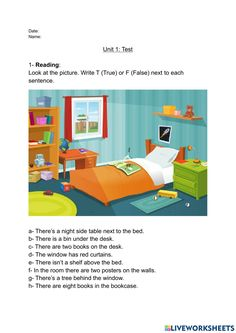 Date:
Name:
Unit 1: Test
1- Reading:
Look at the picture. Write T (True) or F (False) next to each
sentence.
a- There's a night side table next to the bed.
b- There is a bin under the desk.
c- There are two books on the desk.
d- The window has red curtains.
e- There isn't a shelf above the bed.
f- In the room there are two posters on the walls.
g- There's a tree behind the window.
h- There are eight books in the bookcase.
LIVEWORKSHEETS